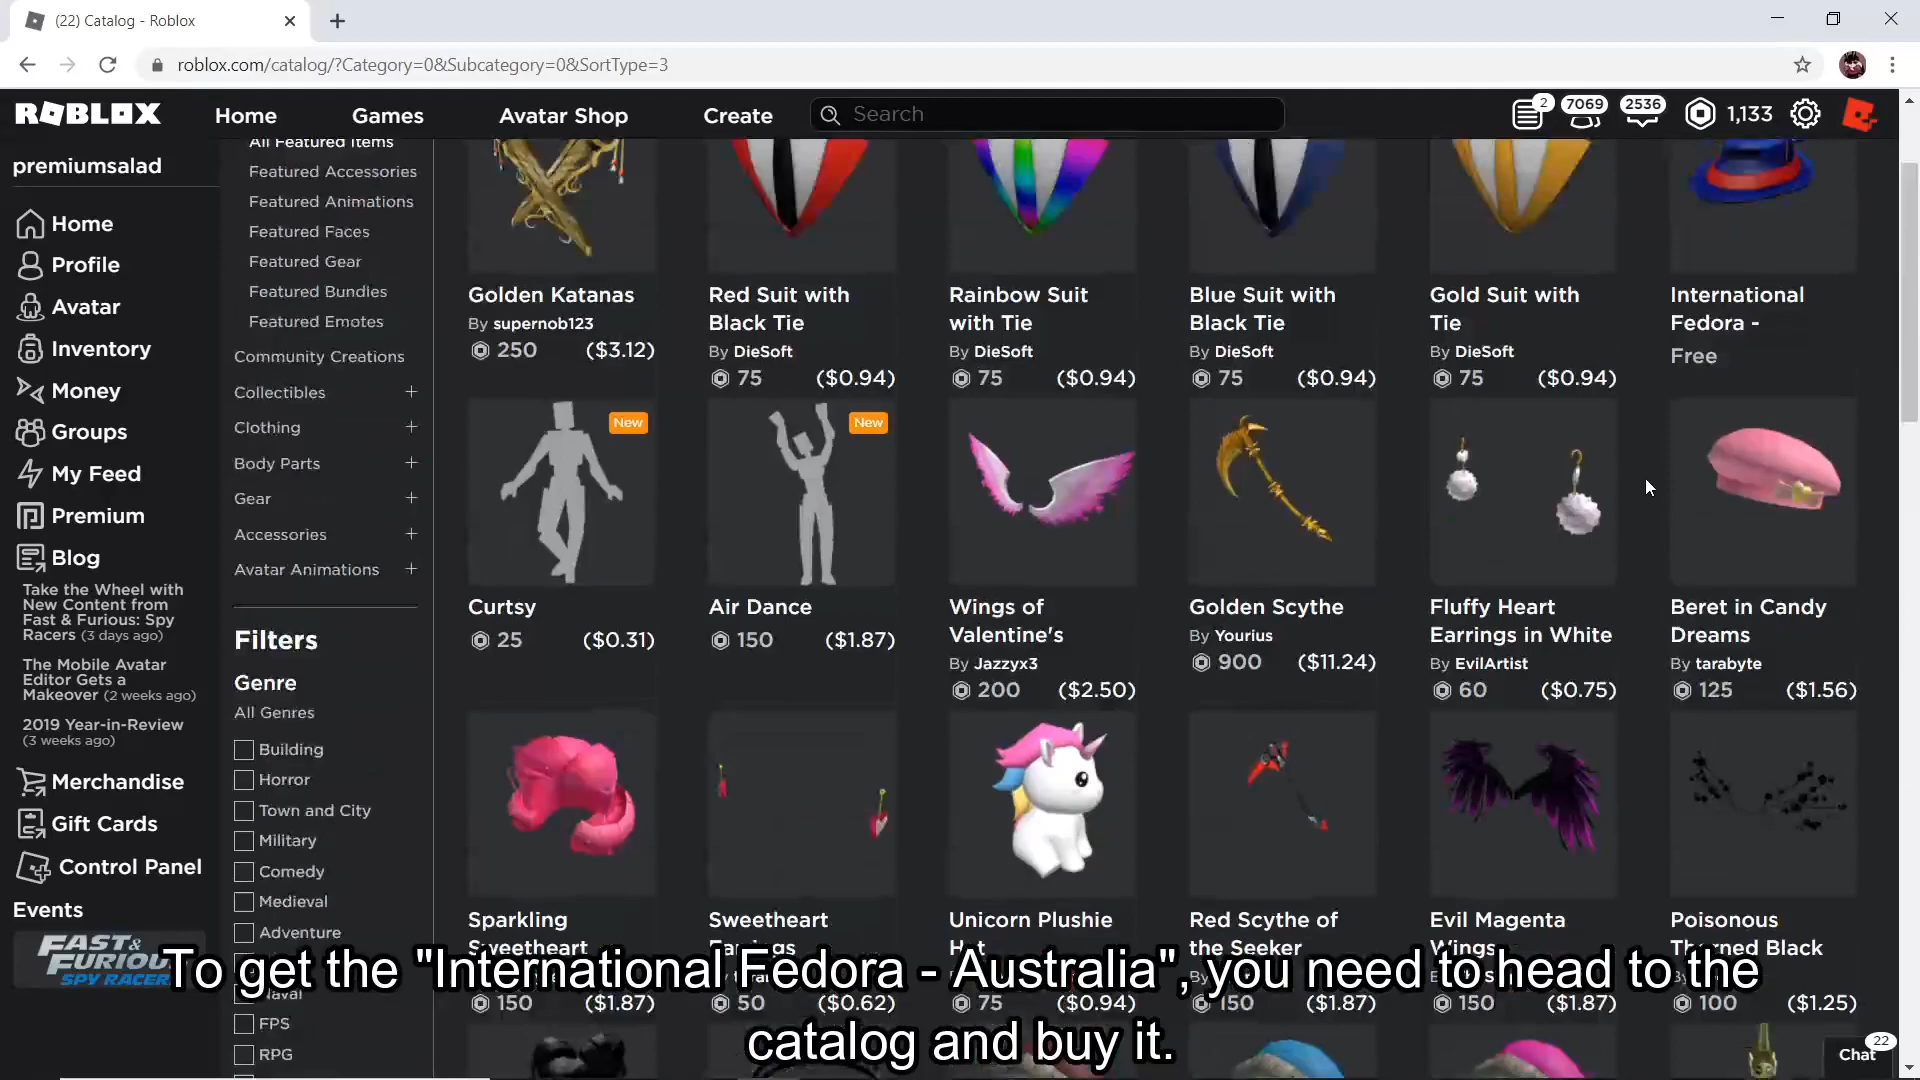 (22) Catalog - Roblox
roblox.com/catalog/?Category=0&Subcategory=0&SortType=3
ROBLOX
Home
Games
Avatar Shop
Create
Search
2
7069
2536
1,133
premiumsalad
Home
Profile
Avatar
Inventory
Money
Groups
My Feed
Premium
Blog
Take the Wheel with
New Content from
Fast & Furious: Spy
Racers (3 days ago)
The Mobile Avatar
Editor Gets a
Makeover (2 weeks ago)
2019 Year-in-Review
(3 weeks ago)
Merchandise
Gift Cards
Control Panel
Events
FAST &
FURIOUS
SPY RACERS
All Featured Items
Featured Accessories
Featured Animations
Featured Faces
Featured Gear
Featured Bundles
Featured Emotes
Community Creations
Collectibles +
Clothing +
Body Parts +
Gear +
Accessories +
Avatar Animations +
Filters
Genre
All Genres
Building
Horror
Town and City
Military
Comedy
Medieval
Adventure
Naval
FPS
RPG
Golden Katanas
By supernob123
250 ($3.12)
Red Suit with
Black Tie
By DieSoft
75 ($0.94)
Rainbow Suit
with Tie
By DieSoft
75 ($0.94)
Blue Suit with
Black Tie
By DieSoft
75 ($0.94)
Gold Suit with
Tie
By DieSoft
75 ($0.94)
International
Fedora -
Free
New
Curtsy
25 ($0.31)
New
Air Dance
150 ($1.87)
Wings of
Valentine's
By Jazzyx3
200 ($2.50)
Golden Scythe
By Yourius
900 ($11.24)
Fluffy Heart
Earrings in White
By EvilArtist
60 ($0.75)
Beret in Candy
Dreams
By tarabyte
125 ($1.56)
Sparkling
Sweetheart
150 ($1.87)
Sweetheart
Earrings
50 ($0.62)
Unicorn Plushie
Hat
75 ($0.94)
Red Scythe of
the Seeker
150 ($1.87)
Evil Magenta
Wings
150 ($1.87)
Poisonous
Thorned Black
100 ($1.25)
To get the "International Fedora - Australia", you need to head to the
catalog and buy it.
Chat
22